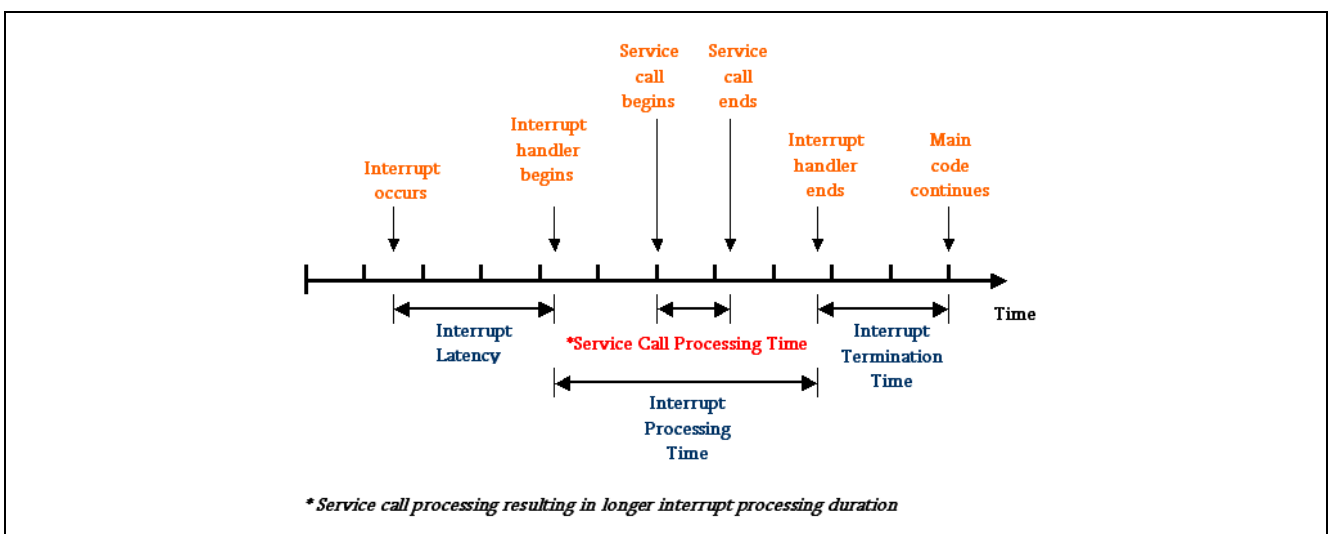 Service
call
begins
Service
call
ends
Interrupt
handler
begins
Interrupt
handler
ends
Main
code
continues
Interrupt
occurs
Time
Interrupt
Latency
*Service Call Processing Time
Interrupt
Termination
Time
Interrupt
Processing
Time
* Service call processing resulting in longer interrupt processing duration